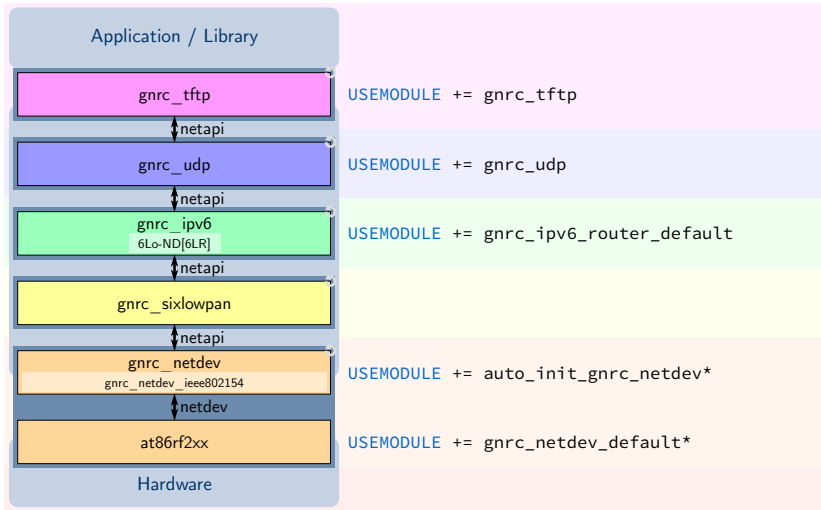 Application / Library
gnrc_tftp
USEMODULE += gnrc_tftp
netapi
gnrc_udp
USEMODULE += gnrc_udp
netapi
gnrc_ipv6
6Lo-ND[6LR]
USEMODULE += gnrc_ipv6_router_default
netapi
gnrc_sixlowpan
netapi
gnrc_netdev
gnrc_netdev_ieee802154
USEMODULE += auto_init_gnrc_netdev*
netdev
at86rf2xx
USEMODULE += gnrc_netdev_default*
Hardware